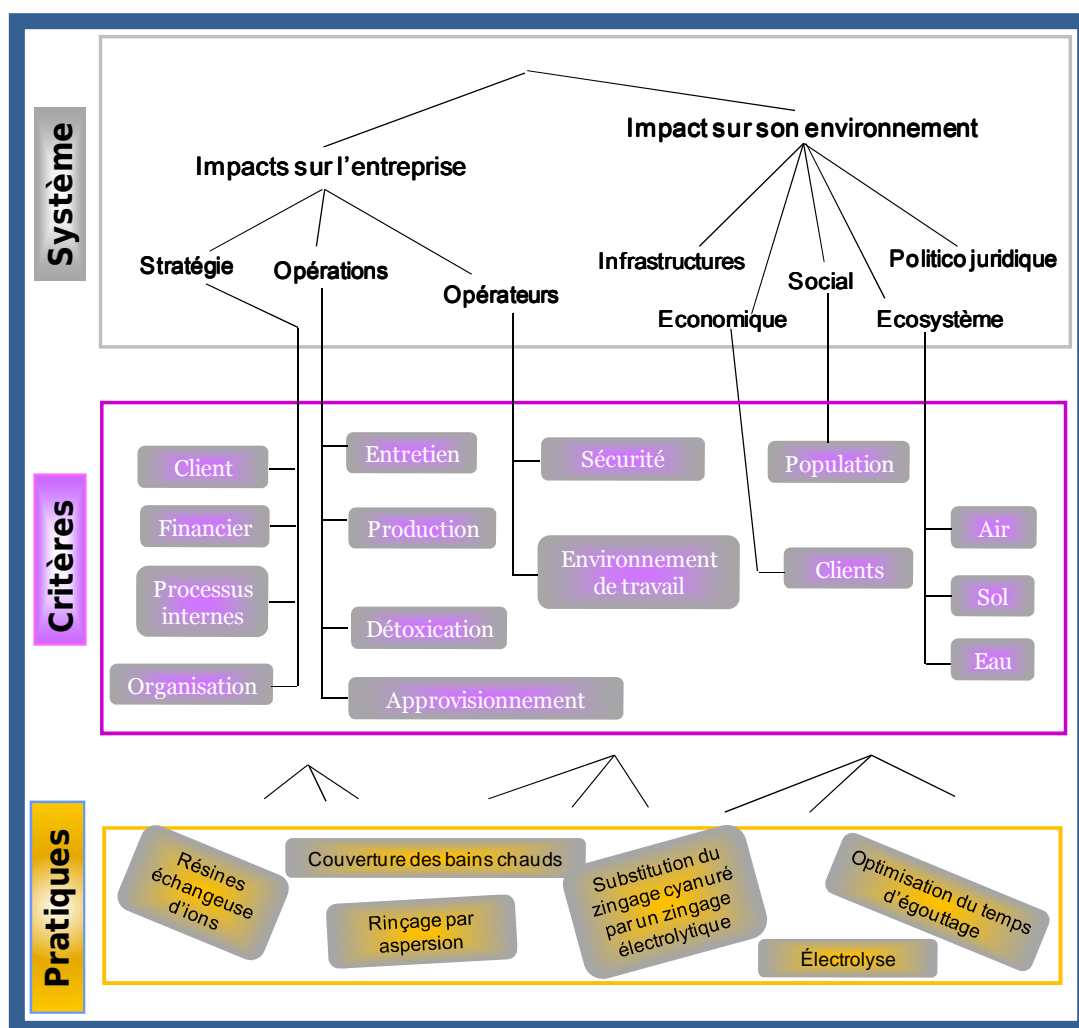 Système
Impact sur son environnement
Impacts sur l’entreprise
Stratégie
Opérations
Opérateurs
Infrastructures
Social
Politico juridique
Economique
Ecosystème
Critères
Client
Financier
Processus
internes
Organisation
Entretien
Production
Détoxication
Approvisionnement
Sécurité
Environnement
de travail
Population
Clients
Air
Sol
Eau
Pratiques
Résines
échangeuse
d’ions
Couverture des bains chauds
Rinçage par
aspersion
Substitution du
zingage cyanuré
par un zingage
électrolytique
Électrolyse
Optimisation du temps
d’égouttage